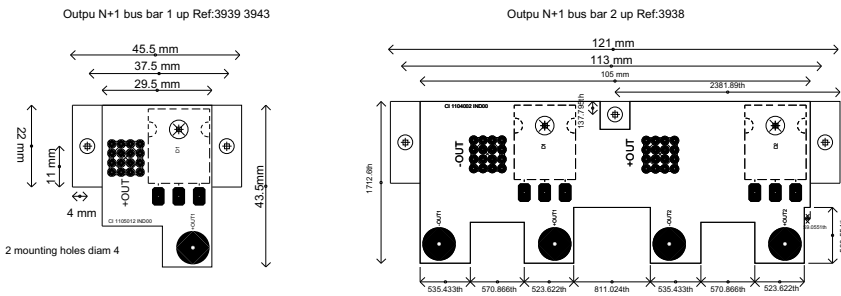 Outpu N+1 bus bar 1 up Ref:3939 3943
45.5 mm
37.5 mm
29.5 mm
22 mm
11 mm
4 mm
43.5mm
D1
+OUT
CI 1105012 IND00
+OUT1
2 mounting holes diam 4
Outpu N+1 bus bar 2 up Ref:3938
121 mm
113 mm
105 mm
2381.89th
137.795th
1712.6th
CI 1104002 IND00
-OUT
D1
+OUT
D2
-OUT1
+OUT1
-OUT2
+OUT2
59.0551th
535.433th
570.866th
523.622th
811.024th
535.433th
570.866th
523.622th